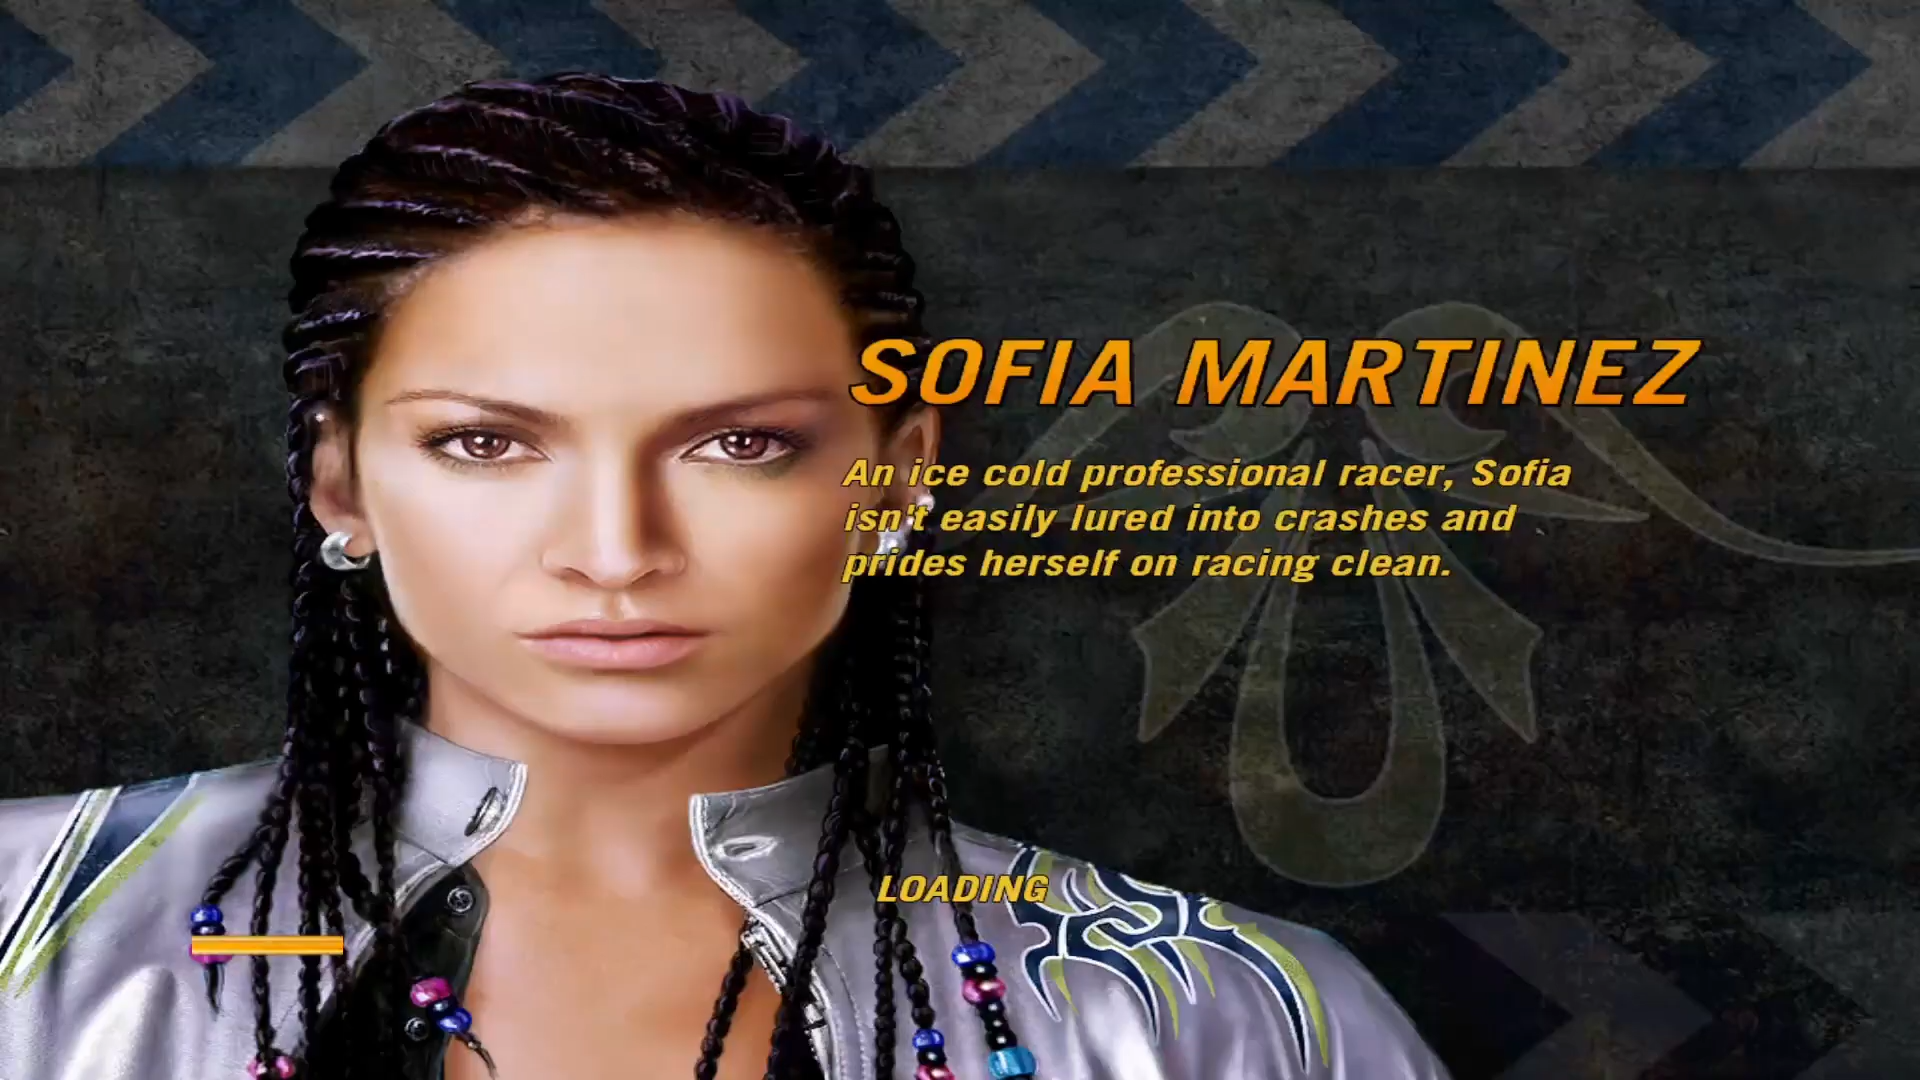 SOFIA MARTINEZ
An ice cold professional racer, Sofia
isn't easily lured into crashes and
prides herself on racing clean.
LOADING